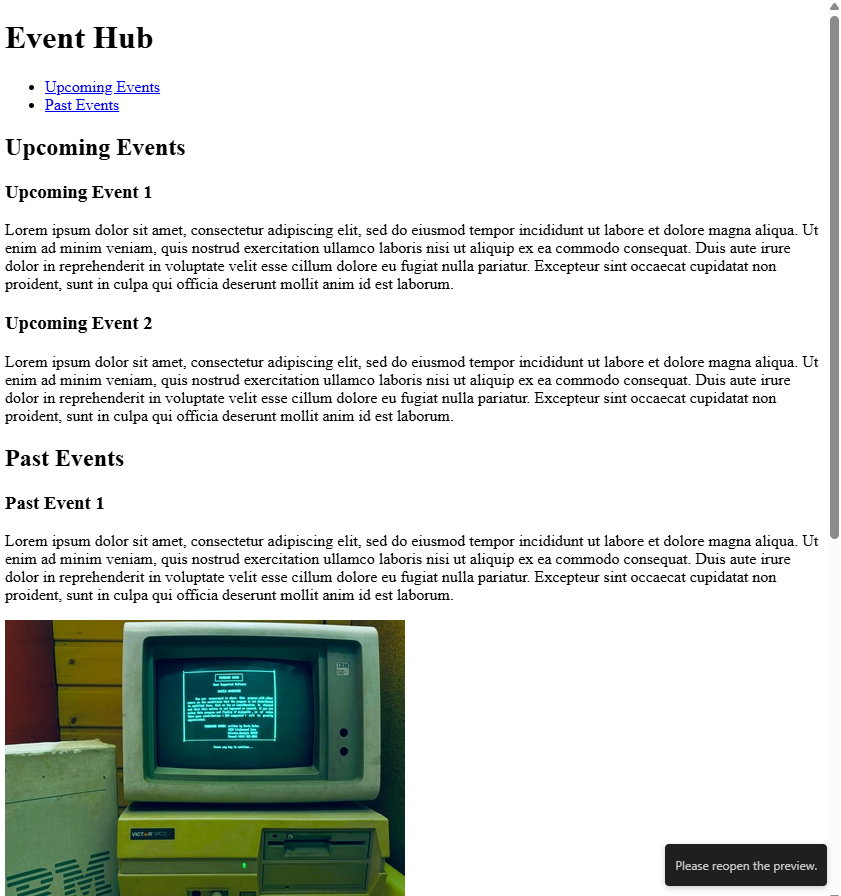 Event Hub
Upcoming Events
Past Events
Upcoming Events
Upcoming Event 1
Lorem ipsum dolor sit amet, consectetur adipiscing elit, sed do eiusmod tempor incididunt ut labore et dolore magna aliqua. Ut
enim ad minim veniam, quis nostrud exercitation ullamco laboris nisi ut aliquip ex ea commodo consequat. Duis aute irure
dolor in reprehenderit in voluptate velit esse cillum dolore eu fugiat nulla pariatur. Excepteur sint occaecat cupidatat non
proident, sunt in culpa qui officia deserunt mollit anim id est laborum.
Upcoming Event 2
Lorem ipsum dolor sit amet, consectetur adipiscing elit, sed do eiusmod tempor incididunt ut labore et dolore magna aliqua. Ut
enim ad minim veniam, quis nostrud exercitation ullamco laboris nisi ut aliquip ex ea commodo consequat. Duis aute irure
dolor in reprehenderit in voluptate velit esse cillum dolore eu fugiat nulla pariatur. Excepteur sint occaecat cupidatat non
proident, sunt in culpa qui officia deserunt mollit anim id est laborum.
Past Events
Past Event 1
Lorem ipsum dolor sit amet, consectetur adipiscing elit, sed do eiusmod tempor incididunt ut labore et dolore magna aliqua. Ut
enim ad minim veniam, quis nostrud exercitation ullamco laboris nisi ut aliquip ex ea commodo consequat. Duis aute irure
dolor in reprehenderit in voluptate velit esse cillum dolore eu fugiat nulla pariatur. Excepteur sint occaecat cupidatat non
proident, sunt in culpa qui officia deserunt mollit anim id est laborum.
IBM
VICTOR
IBM
Please reopen the preview.